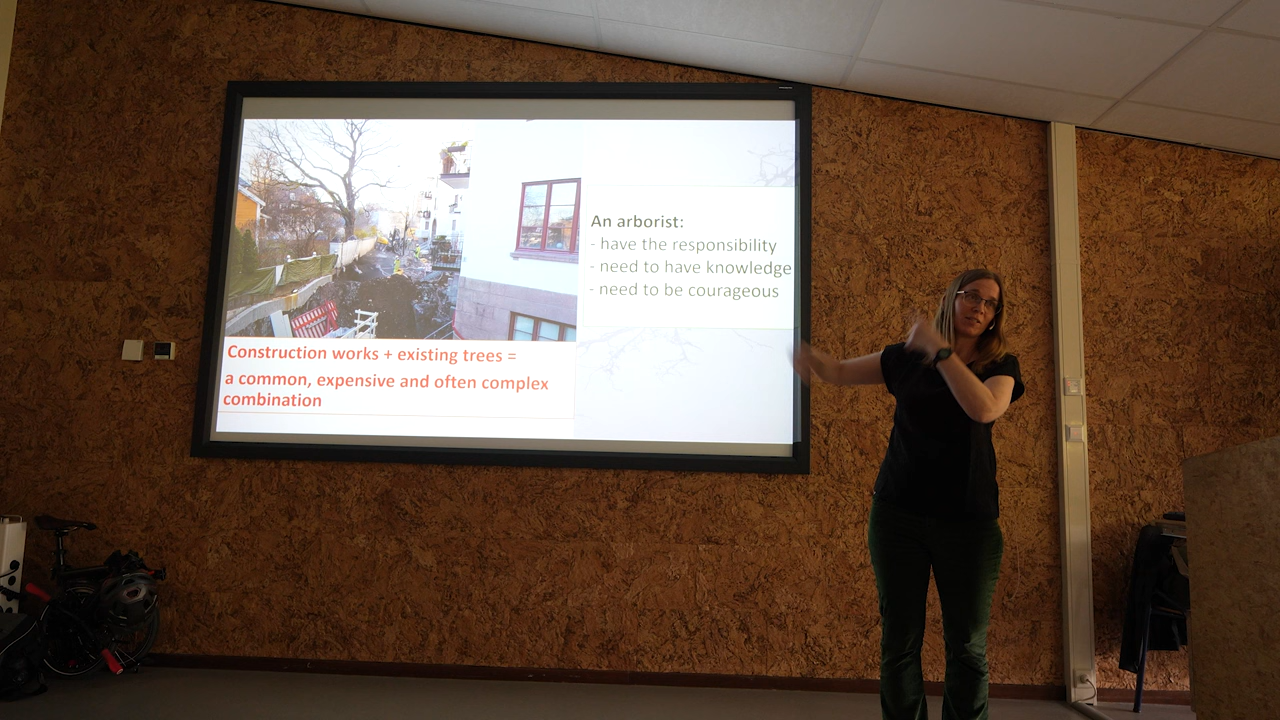 An arborist:
- have the responsibility
- need to have knowledge
- need to be courageous
Construction works + existing trees =
a common, expensive and often complex
combination